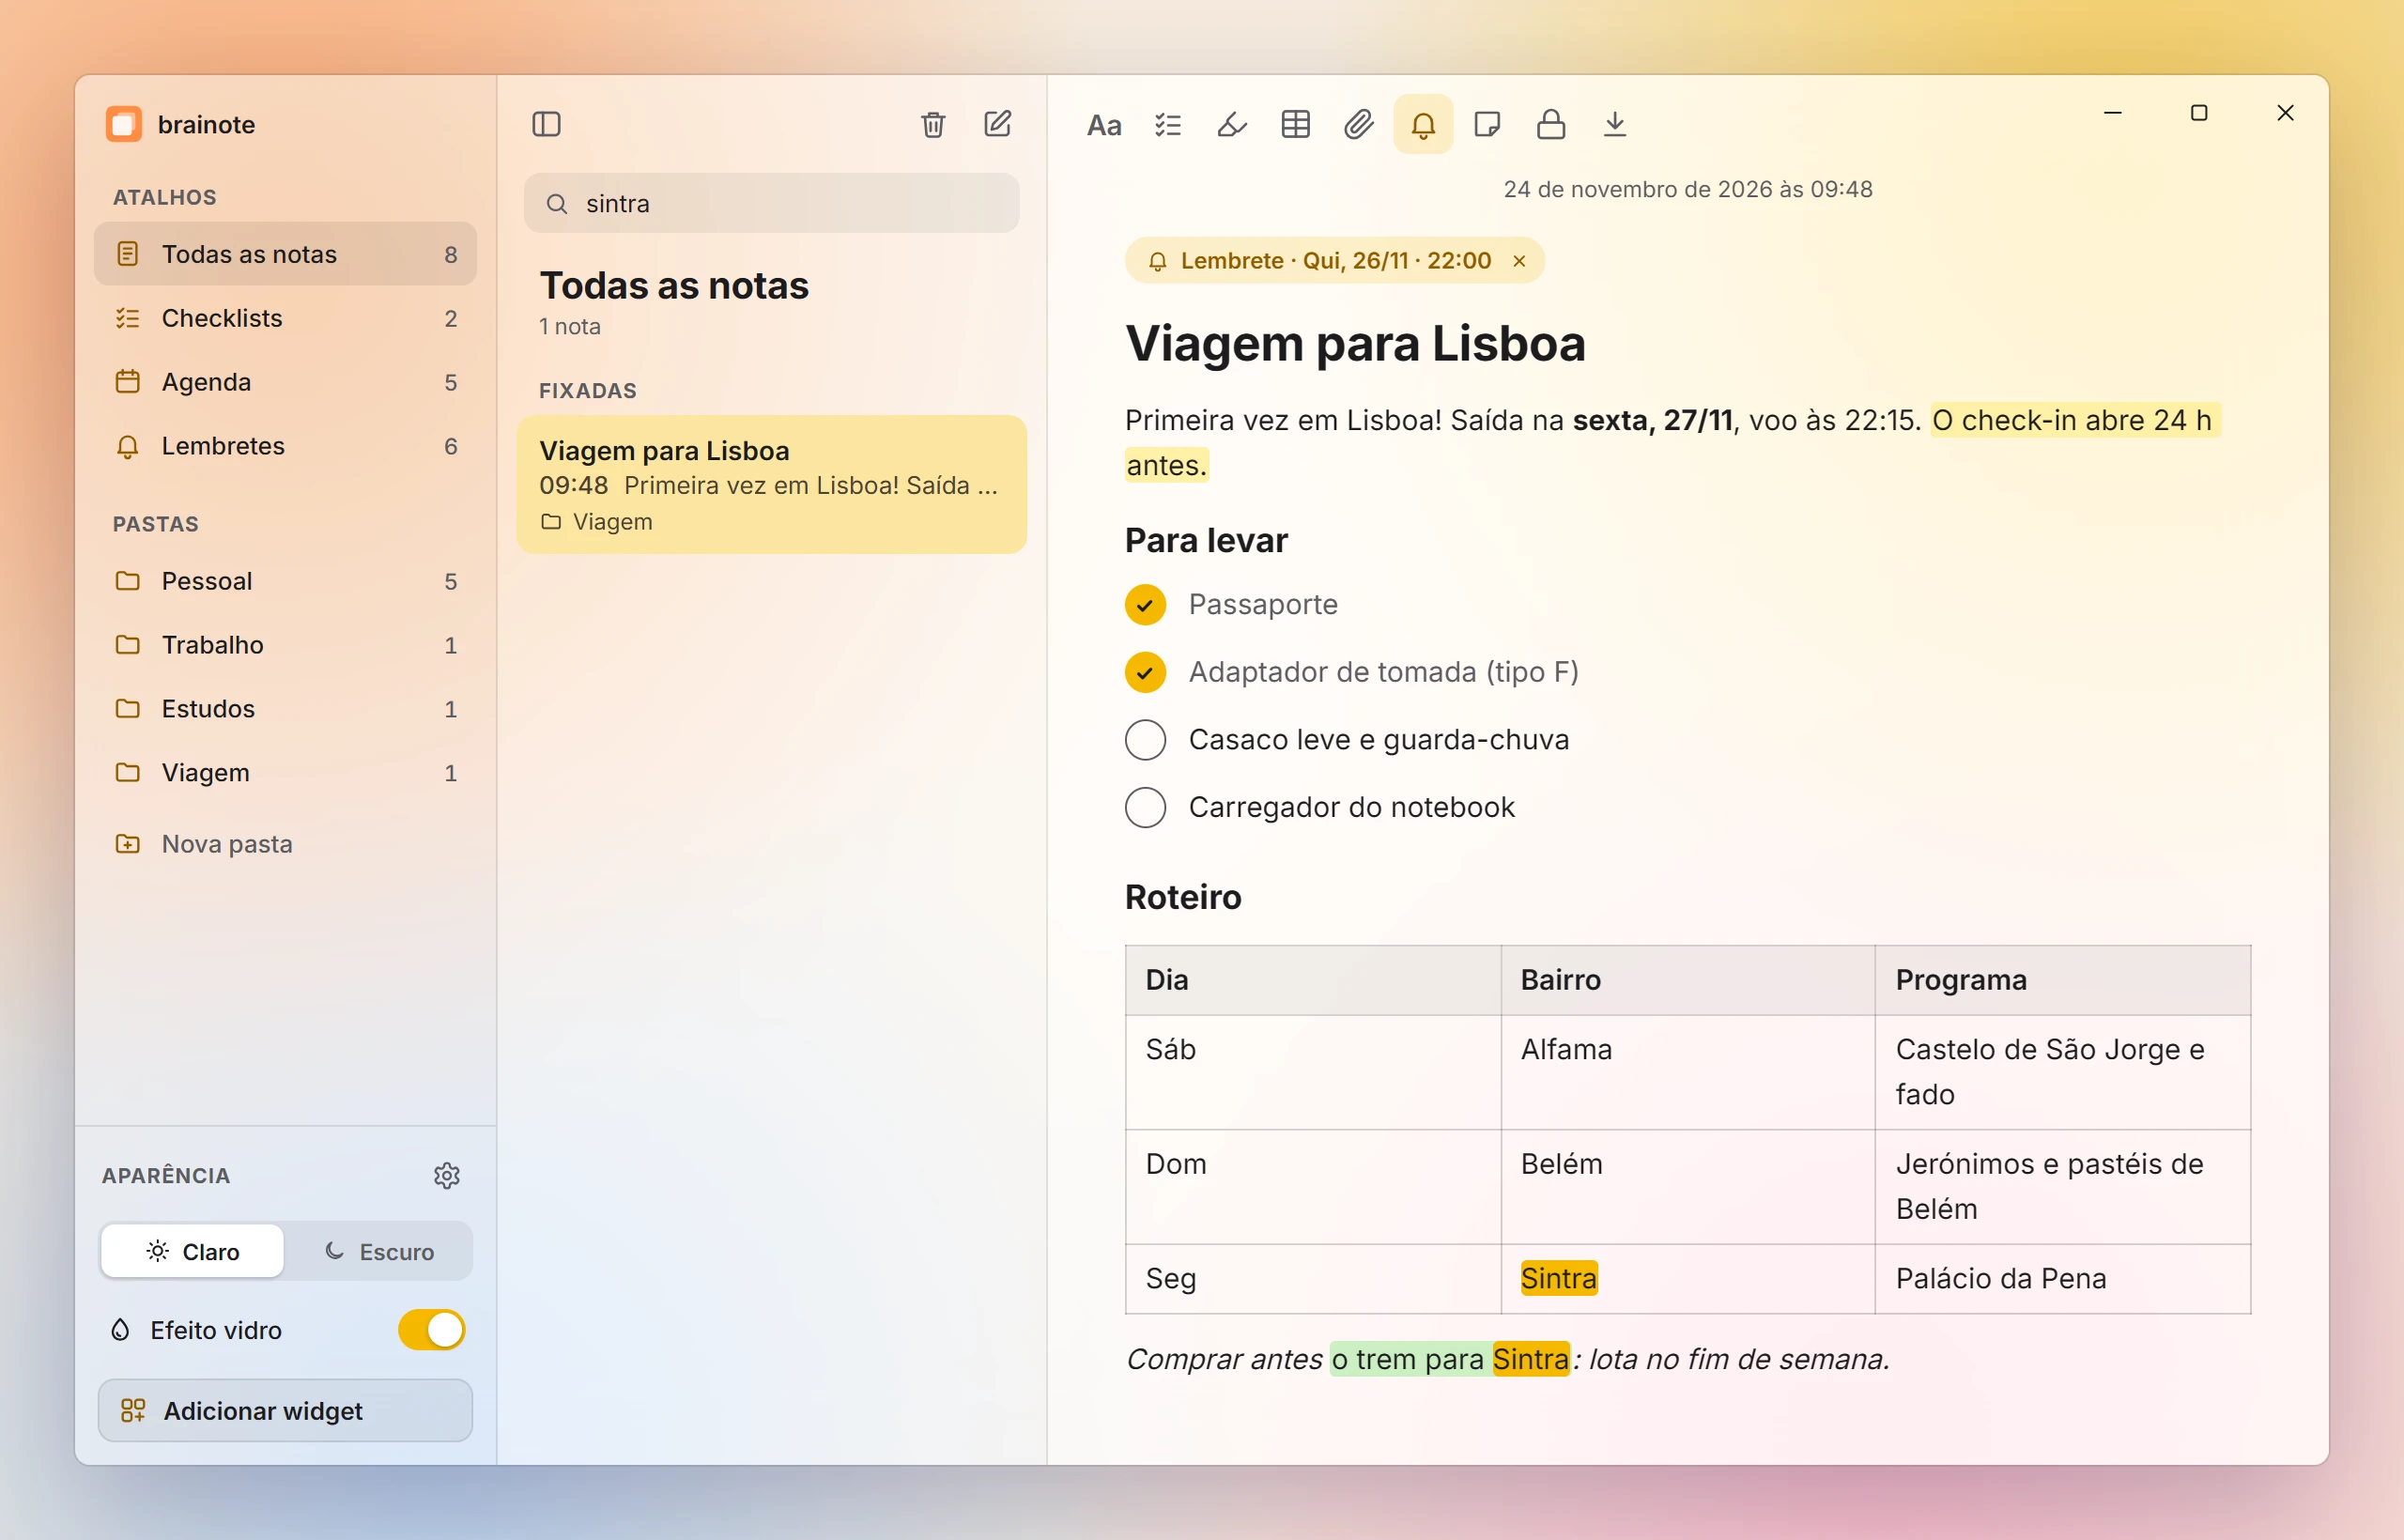 brainote
ATALHOS
Todas as notas 8
Checklists 2
Agenda 5
Lembretes 6
PASTAS
Pessoal 5
Trabalho 1
Estudos 1
Viagem 1
Nova pasta
APARÊNCIA
Claro Escuro
Efeito vidro
Adicionar widget
sintra
Todas as notas
1 nota
FIXADAS
Viagem para Lisboa
09:48 Primeira vez em Lisboa! Saída ...
Viagem
Aa
24 de novembro de 2026 às 09:48
Lembrete · Qui, 26/11 · 22:00 ×
Viagem para Lisboa
Primeira vez em Lisboa! Saída na sexta, 27/11, voo às 22:15. O check-in abre 24 h
antes.
Para levar
Passaporte
Adaptador de tomada (tipo F)
Casaco leve e guarda-chuva
Carregador do notebook
Roteiro
Dia Bairro Programa
Sáb Alfama Castelo de São Jorge e
fado
Dom Belém Jerónimos e pastéis de
Belém
Seg Sintra Palácio da Pena
Comprar antes o trem para Sintra: lota no fim de semana.